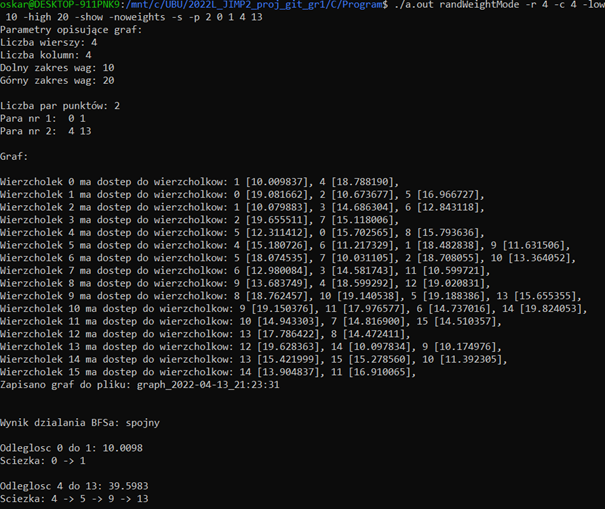 oskar@DESKTOP-911PNK9:/mnt/c/UBU/2022L_JIMP2_proj_git_gr1/C/Program$ ./a.out randWeightMode -r 4 -c 4 -low
10 -high 20 -show -noweights -s -p 2 0 1 4 13
Parametry opisujące graf:
Liczba wierszy: 4
Liczba kolumn: 4
Dolny zakres wag: 10
Górny zakres wag: 20
Liczba par punktów: 2
Para nr 1:  0 1
Para nr 2:  4 13
Graf:
Wierzcholek 0 ma dostep do wierzcholkow: 1 [10.009837], 4 [18.788190],
Wierzcholek 1 ma dostep do wierzcholkow: 0 [19.081662], 2 [10.673677], 5 [16.966727],
Wierzcholek 2 ma dostep do wierzcholkow: 1 [10.079883], 3 [14.686304], 6 [12.843118],
Wierzcholek 3 ma dostep do wierzcholkow: 2 [19.655511], 7 [15.118006],
Wierzcholek 4 ma dostep do wierzcholkow: 5 [12.311412], 0 [15.702565], 8 [15.793636],
Wierzcholek 5 ma dostep do wierzcholkow: 4 [15.180726], 6 [11.217329], 1 [18.482838], 9 [11.631506],
Wierzcholek 6 ma dostep do wierzcholkow: 5 [18.074535], 7 [10.031105], 2 [18.708055], 10 [13.364052],
Wierzcholek 7 ma dostep do wierzcholkow: 6 [12.980084], 3 [14.581743], 11 [10.599721],
Wierzcholek 8 ma dostep do wierzcholkow: 9 [13.683749], 4 [18.599292], 12 [19.020831],
Wierzcholek 9 ma dostep do wierzcholkow: 8 [18.762457], 10 [19.140538], 5 [19.188386], 13 [15.655355],
Wierzcholek 10 ma dostep do wierzcholkow: 9 [19.150376], 11 [17.976577], 6 [14.737016], 14 [19.824053],
Wierzcholek 11 ma dostep do wierzcholkow: 10 [14.943303], 7 [14.816900], 15 [14.510357],
Wierzcholek 12 ma dostep do wierzcholkow: 13 [17.786422], 8 [14.472411],
Wierzcholek 13 ma dostep do wierzcholkow: 12 [19.628363], 14 [10.097834], 9 [10.174976],
Wierzcholek 14 ma dostep do wierzcholkow: 13 [15.421999], 15 [15.278560], 10 [11.392305],
Wierzcholek 15 ma dostep do wierzcholkow: 14 [13.904837], 11 [16.910065],
Zapisano graf do pliku: graph_2022-04-13_21:23:31
Wynik dzialania BFSa: spojny
Odleglosc 0 do 1: 10.0098
Sciezka: 0 -> 1
Odleglosc 4 do 13: 39.5983
Sciezka: 4 -> 5 -> 9 -> 13